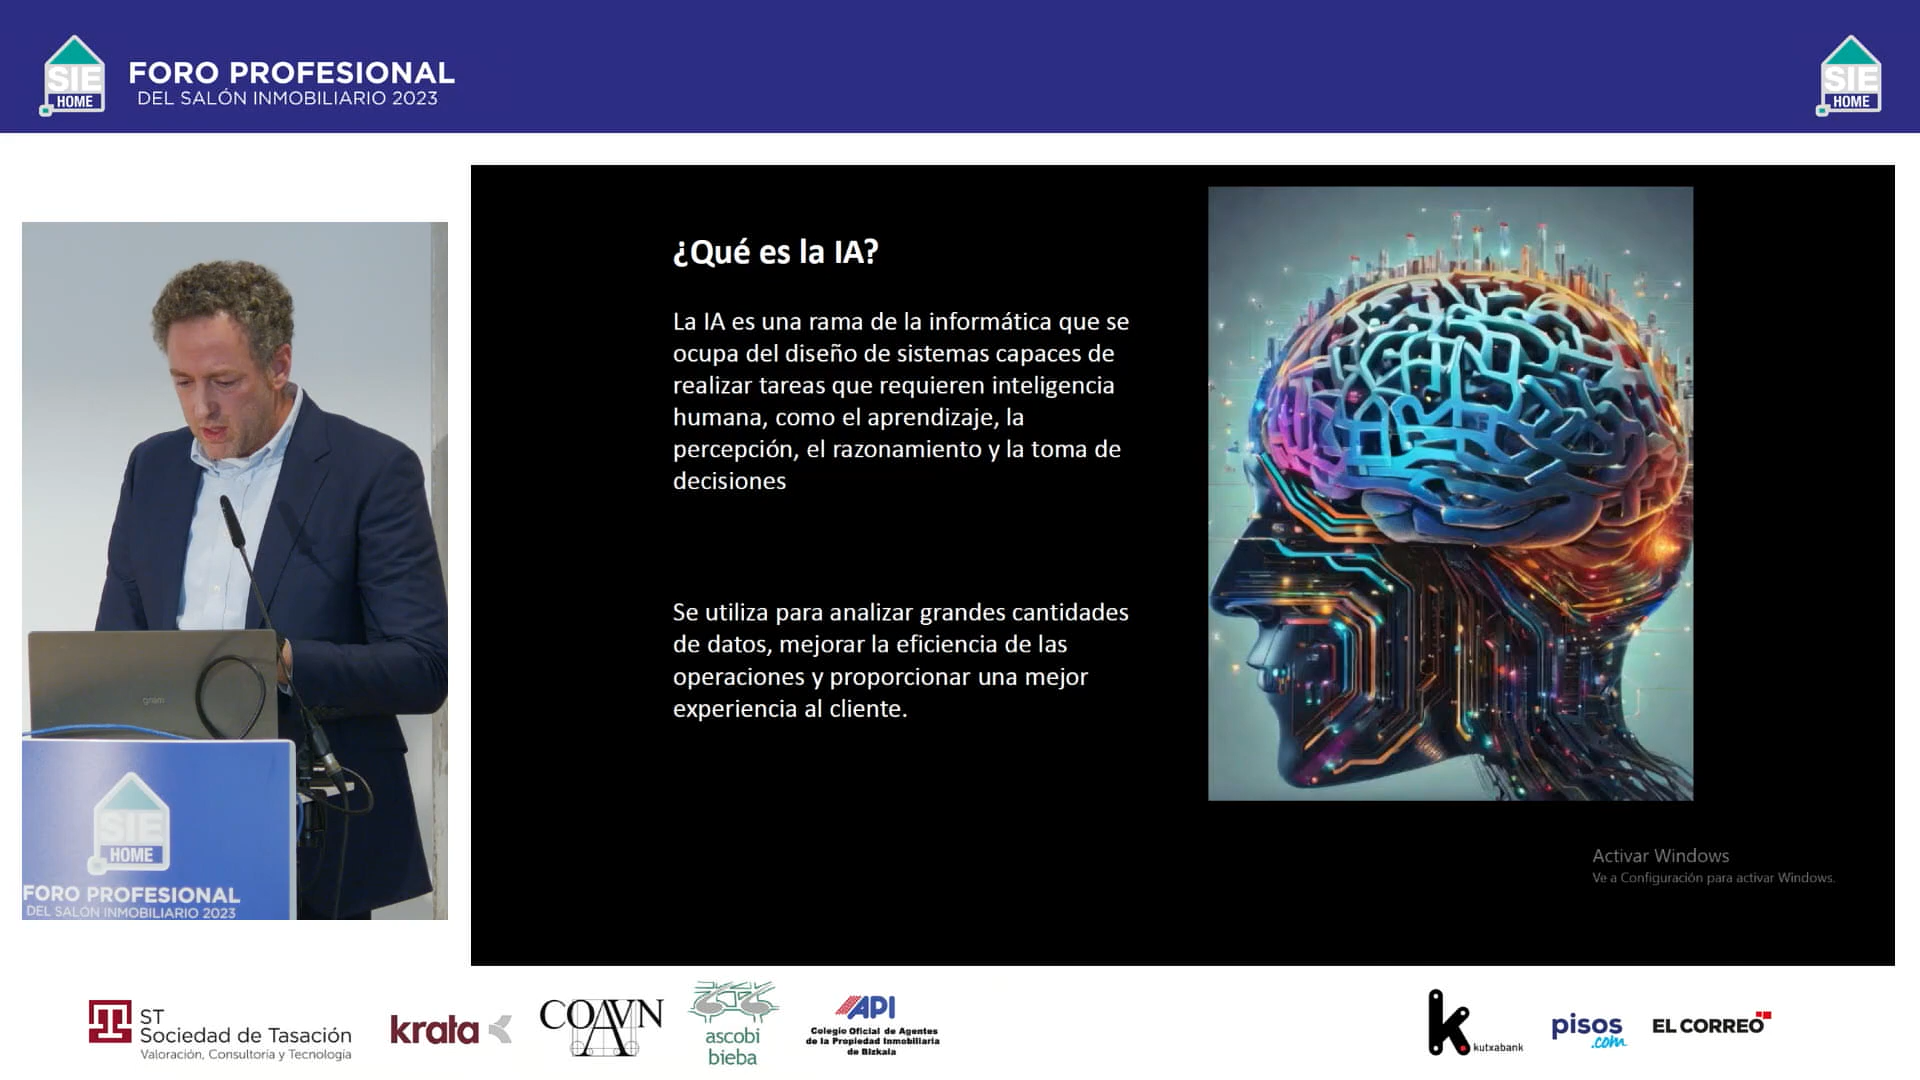 SIE
HOME
FORO PROFESIONAL
DEL SALÓN INMOBILIARIO 2023
SIE
HOME
¿Qué es la IA?
La IA es una rama de la informática que se
ocupa del diseño de sistemas capaces de
realizar tareas que requieren inteligencia
humana, como el aprendizaje, la
percepción, el razonamiento y la toma de
decisiones
Se utiliza para analizar grandes cantidades
de datos, mejorar la eficiencia de las
operaciones y proporcionar una mejor
experiencia al cliente.
Activar Windows
Ve a Configuración para activar Windows.
gram
SIE
HOME
FORO PROFESIONAL
DEL SALÓN INMOBILIARIO 2023
ST
Sociedad de Tasación
Valoración, Consultoría y Tecnología
krata
COAVN
ascobi
bieba
API
Colegio Oficial de Agentes
de la Propiedad Inmobiliaria
de Bizkaia
k
kutxabank
pisos
.com
EL CORREO